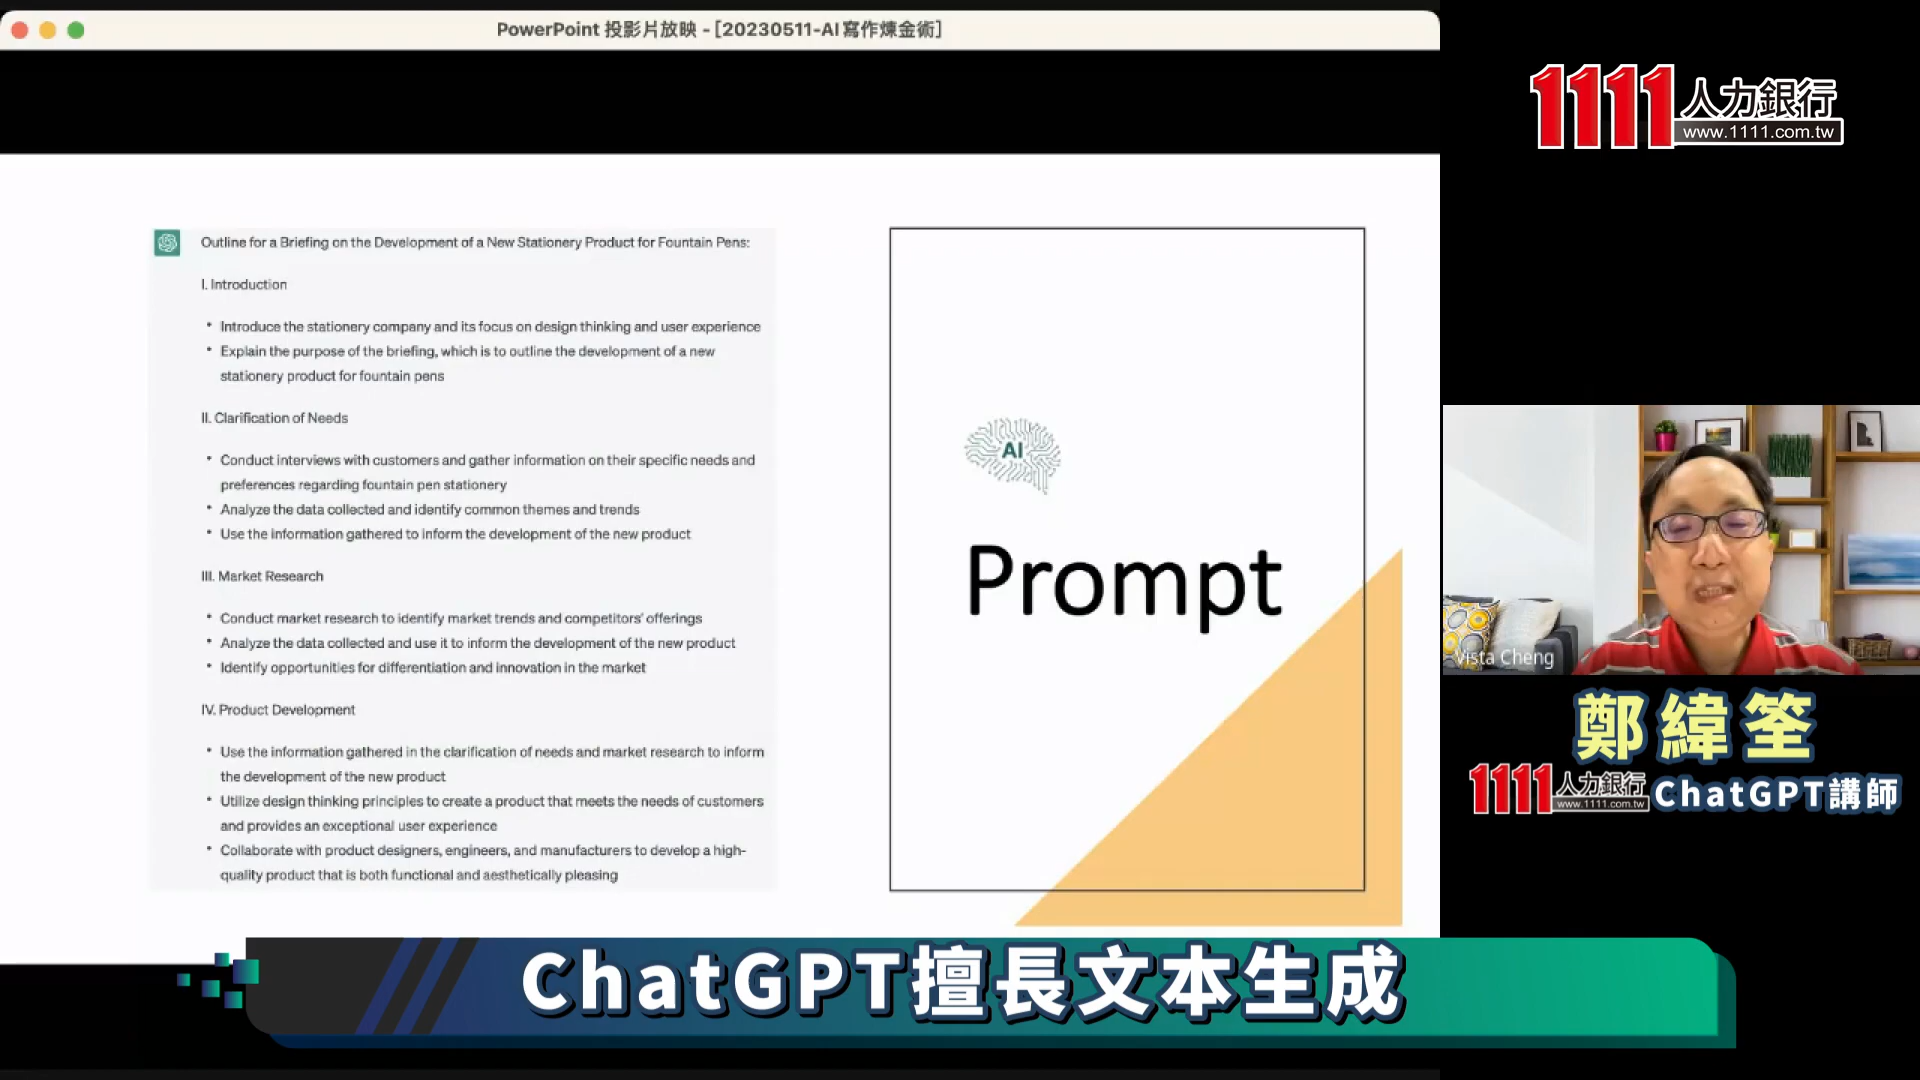 PowerPoint 投影片放映 - [20230511-AI寫作煉金術]
Outline for a Briefing on the Development of a New Stationery Product for Fountain Pens:
I. Introduction
• Introduce the stationery company and its focus on design thinking and user experience
• Explain the purpose of the briefing, which is to outline the development of a new
stationery product for fountain pens
II. Clarification of Needs
• Conduct interviews with customers and gather information on their specific needs and
preferences regarding fountain pen stationery
• Analyze the data collected and identify common themes and trends
• Use the information gathered to inform the development of the new product
III. Market Research
• Conduct market research to identify market trends and competitors' offerings
• Analyze the data collected and use it to inform the development of the new product
• Identify opportunities for differentiation and innovation in the market
IV. Product Development
• Use the information gathered in the clarification of needs and market research to inform
the development of the new product
• Utilize design thinking principles to create a product that meets the needs of customers
and provides an exceptional user experience
• Collaborate with product designers, engineers, and manufacturers to develop a high-
quality product that is both functional and aesthetically pleasing
AI
Prompt
1111人力銀行
www.1111.com.tw
Vista Cheng
鄭緯筌
1111人力銀行
www.1111.com.tw
ChatGPT講師
ChatGPT擅長文本生成